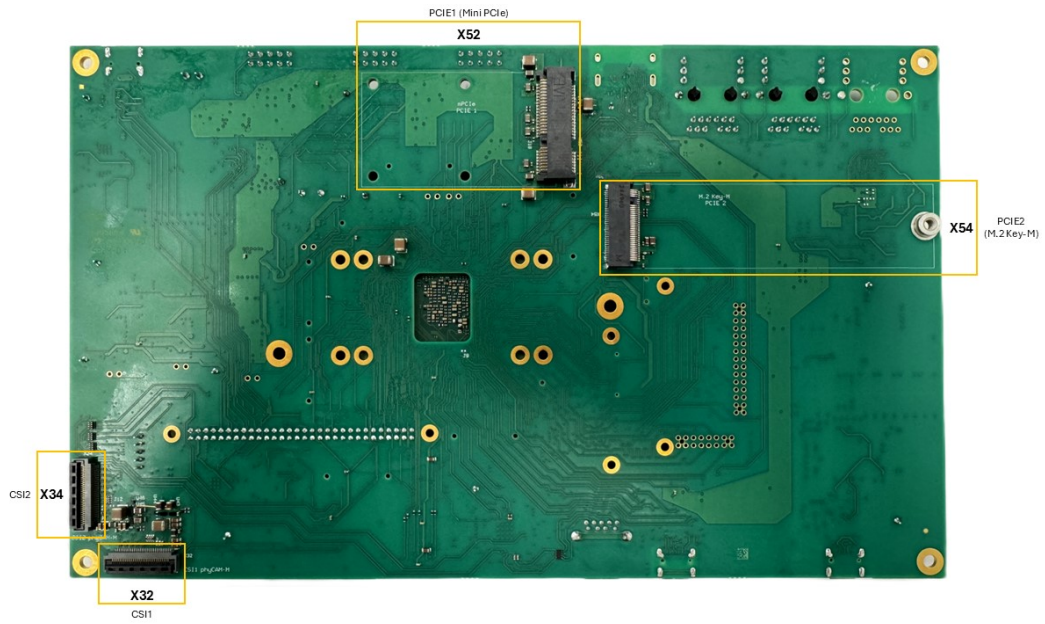 PCIE1 (Mini PCIe)
X52
mPCIe
PCIE 1
M.2 Key-M
PCIE 2
X54
PCIE2
(M.2 Key-M)
CSI2
X34
CSI1 phyCAM-M
X32
CSI1